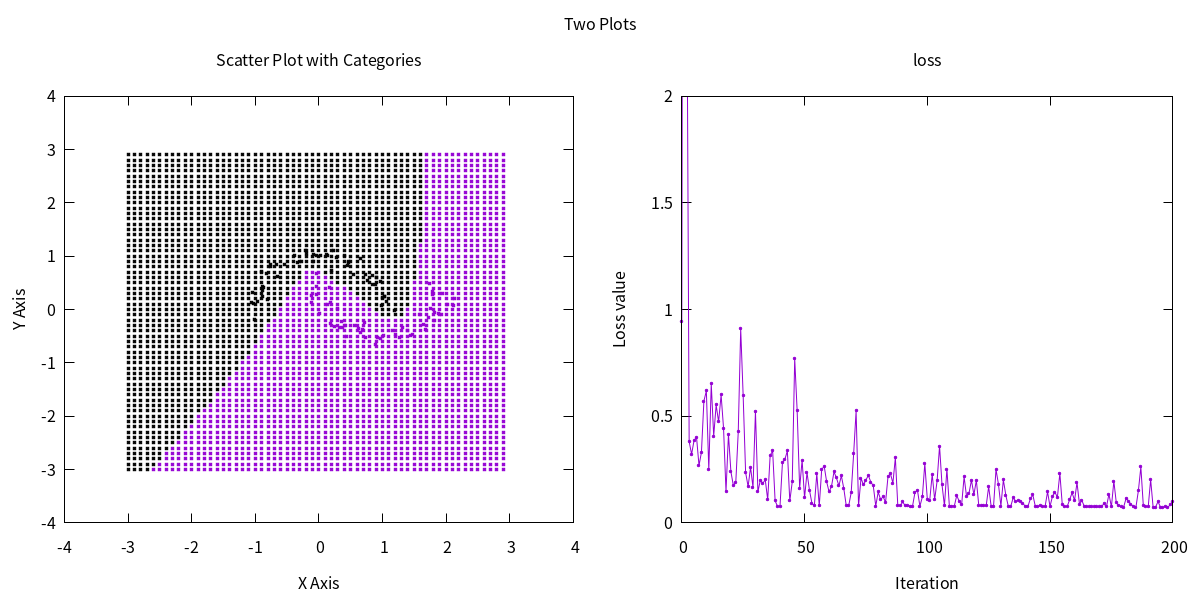 Two Plots
Scatter Plot with Categories
4
3
2
1
0
-1
-2
-3
-4
Y Axis
-4 -3 -2 -1 0 1 2 3 4
X Axis
loss
2
1.5
1
0.5
0
Loss value
0 50 100 150 200
Iteration